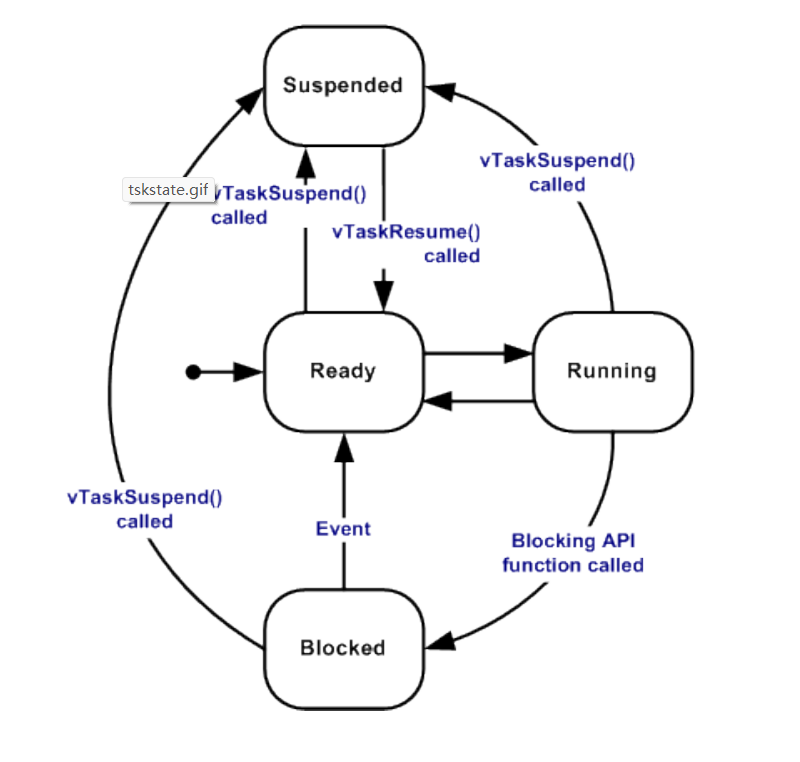 Suspended
vTaskSuspend()
called
tskstate.gif
vTaskSuspend()
called
vTaskResume()
called
Ready
Running
vTaskSuspend()
called
Event
Blocking API
function called
Blocked